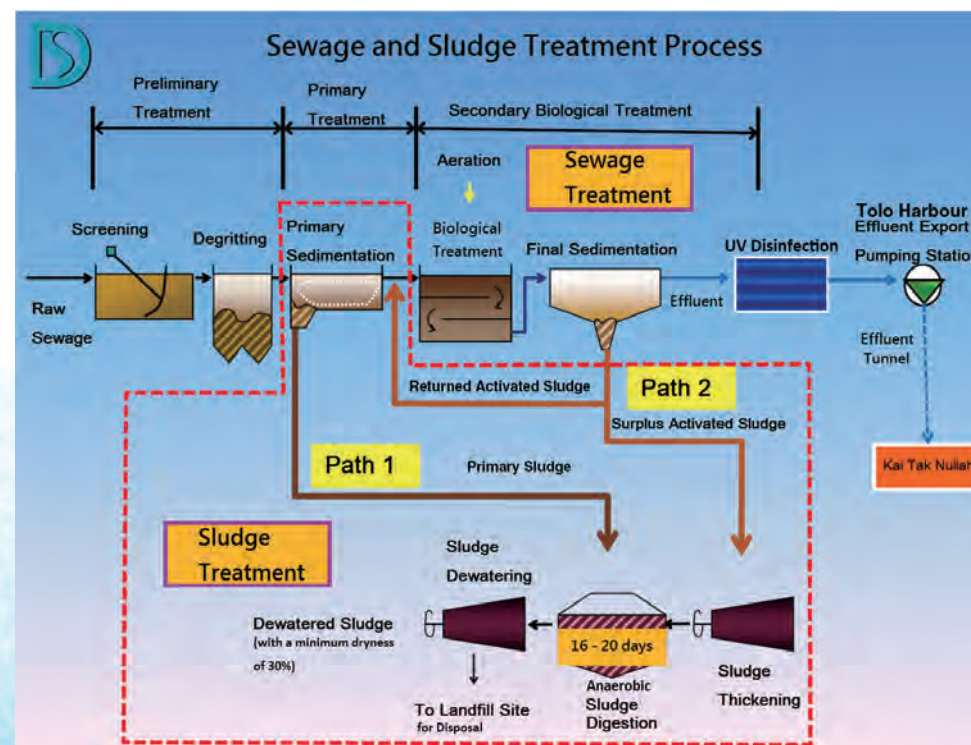 Sewage and Sludge Treatment Process
Preliminary
Treatment
Primary
Treatment
Secondary Biological Treatment
Aeration
Sewage
Treatment
Screening
Degritting
Primary
Sedimentation
Biological
Treatment
Final Sedimentation
UV Disinfection
Tolo Harbour
Effluent Export
Pumping Station
Raw
Sewage
Effluent
Effluent
Tunnel
Returned Activated Sludge
Path 2
Surplus Activated Sludge
Kai Tak Nullah
Path 1
Primary Sludge
Sludge
Treatment
Sludge
Dewatering
Dewatered Sludge
(with a minimum dryness
of 30%)
16 - 20 days
To Landfill Site
for Disposal
Anaerobic
Sludge
Digestion
Sludge
Thickening